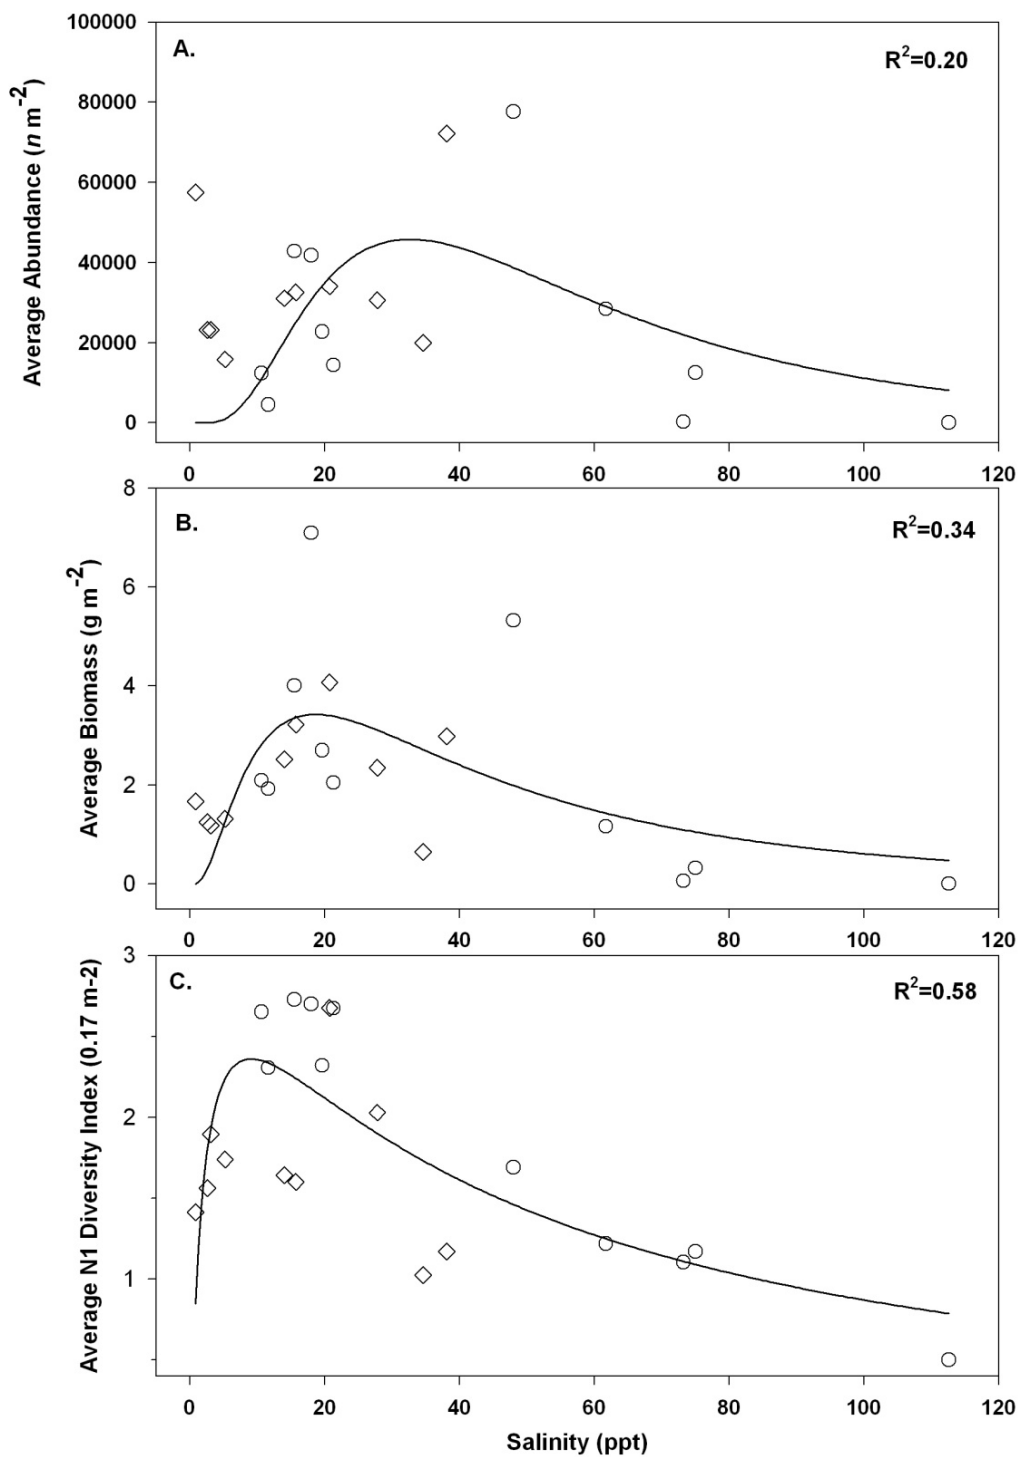 A.
R²=0.20
Average Abundance (n m⁻²)
100000
80000
60000
40000
20000
0
0 20 40 60 80 100 120
B.
R²=0.34
Average Biomass (g m⁻²)
8
6
4
2
0
0 20 40 60 80 100 120
C.
R²=0.58
Average N1 Diversity Index (0.17 m-2)
3
2
1
0 20 40 60 80 100 120
Salinity (ppt)